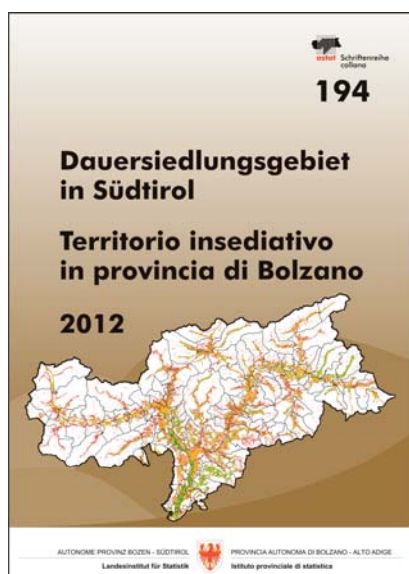 astat Schriftenreihe
collana
194
Dauersiedlungsgebiet
in Südtirol
Territorio insediativo
in provincia di Bolzano
2012
AUTONOME PROVINZ BOZEN - SÜDTIROL
Landesinstitut für Statistik
PROVINCIA AUTONOMA DI BOLZANO - ALTO ADIGE
Istituto provinciale di statistica